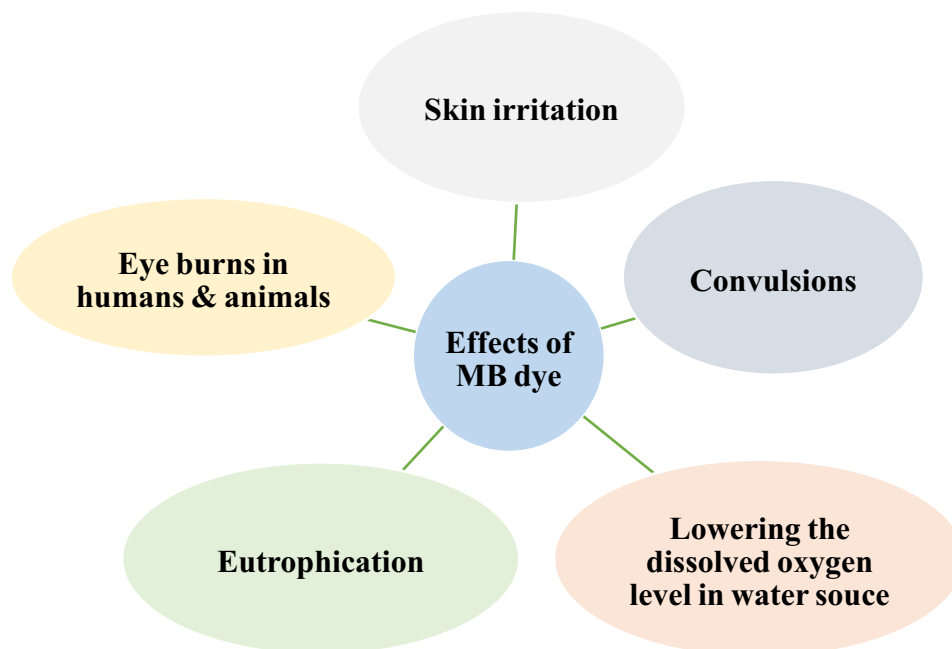 Skin irritation
Eye burns in
humans & animals
Convulsions
Effects of
MB dye
Eutrophication
Lowering the
dissolved oxygen
level in water souce